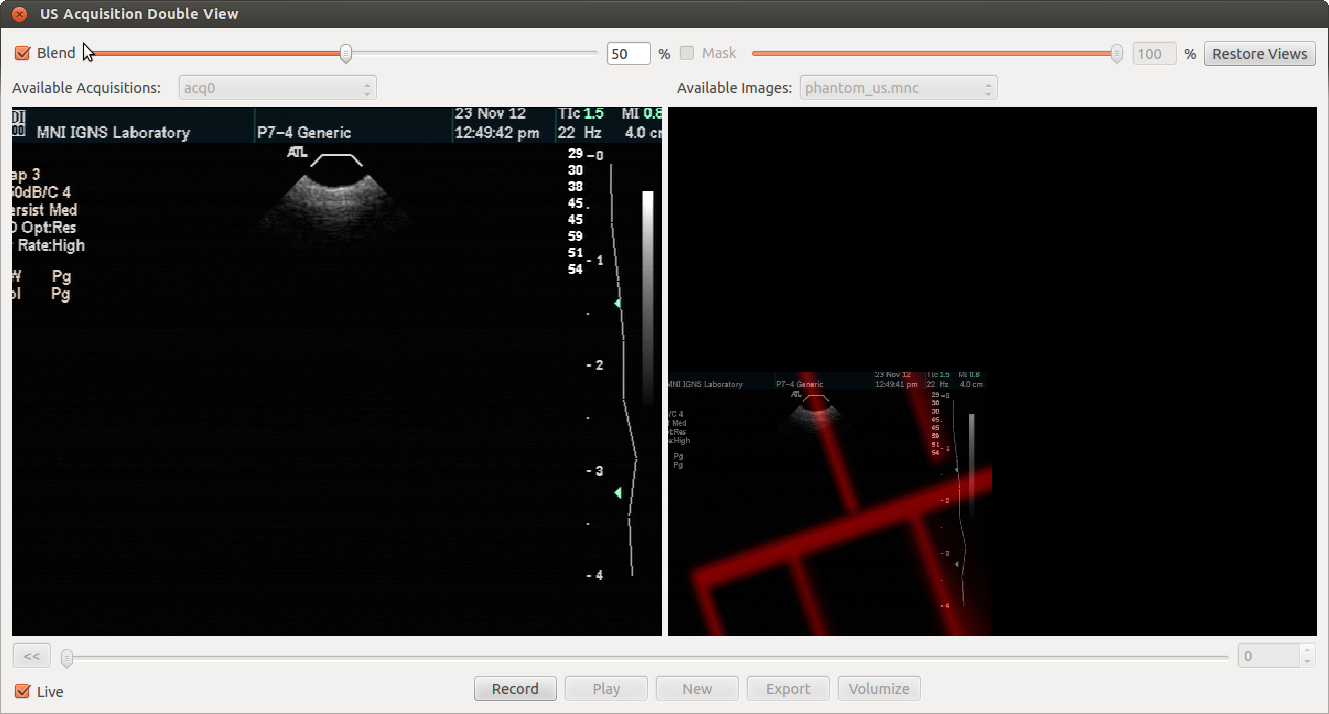 US Acquisition Double View
Blend 50 % Mask 100 % Restore Views
Available Acquisitions: acq0 Available Images: phantom_us.mnc
23 Nov 12 TIc 1.5 MI 0.8
MNI IGNS Laboratory P7-4 Generic 12:49:42 pm 22 Hz 4.0 cm
ATL
29 -0
30
38
45
45
59
51 - 1
54
ap 3
50dB/C 4
ersist Med
D Opt:Res
Rate:High
W Pg
ol Pg
- 2
- 3
- 4
23 Nov 12 TIc 1.5 MI 0.8
MNI IGNS Laboratory P7-4 Generic 12:49:41 pm 22 Hz 4.0 cm
ATL
29 -0
30
38
45
45
59
51 - 1
54
/C 4
Med
t:Res
e:High
Pg
Pg
- 2
- 3
- 4
<< 0
Live Record Play New Export Volumize